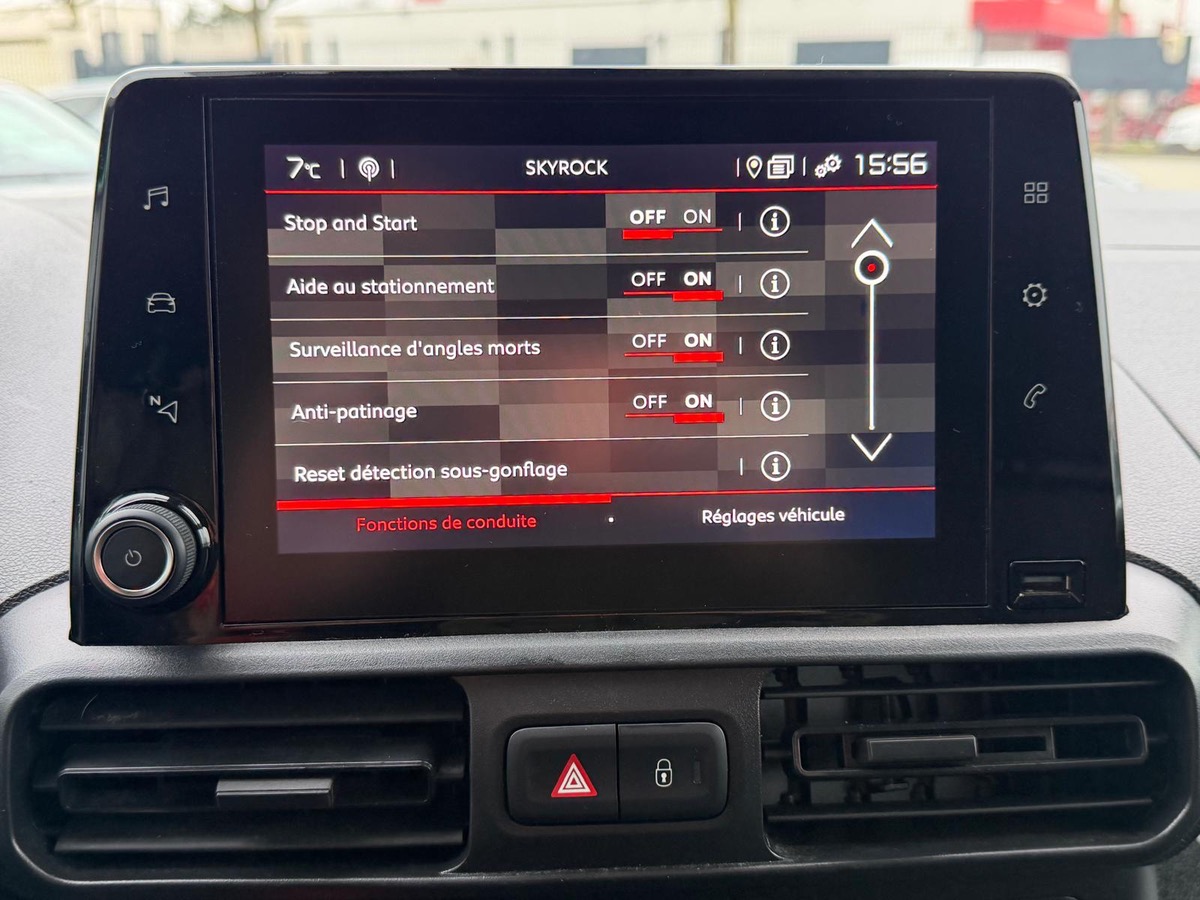 7°C SKYROCK 15:56
Stop and Start OFF ON
Aide au stationnement OFF ON
Surveillance d'angles morts OFF ON
Anti-patinage OFF ON
Reset détection sous-gonflage
Fonctions de conduite Réglages véhicule
N